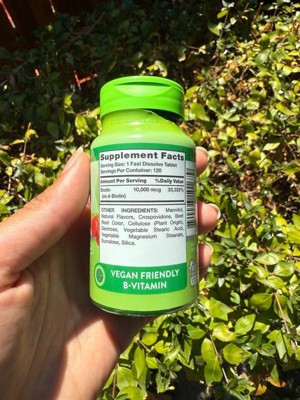 Supplement Facts
Serving Size: 1 Fast Dissolve Tablet
Servings Per Container: 120
Amount Per Serving %Daily Value
Biotin 10,000 mcg 33,333%
(as d-Biotin)
OTHER INGREDIENTS: Mannitol,
Natural Flavors, Crospovidone, Beet
Root Color, Cellulose (Plant Origin),
Dextrose, Vegetable Stearic Acid,
Vegetable Magnesium Stearate,
Sucralose, Silica.
VEGAN FRIENDLY
B-VITAMIN